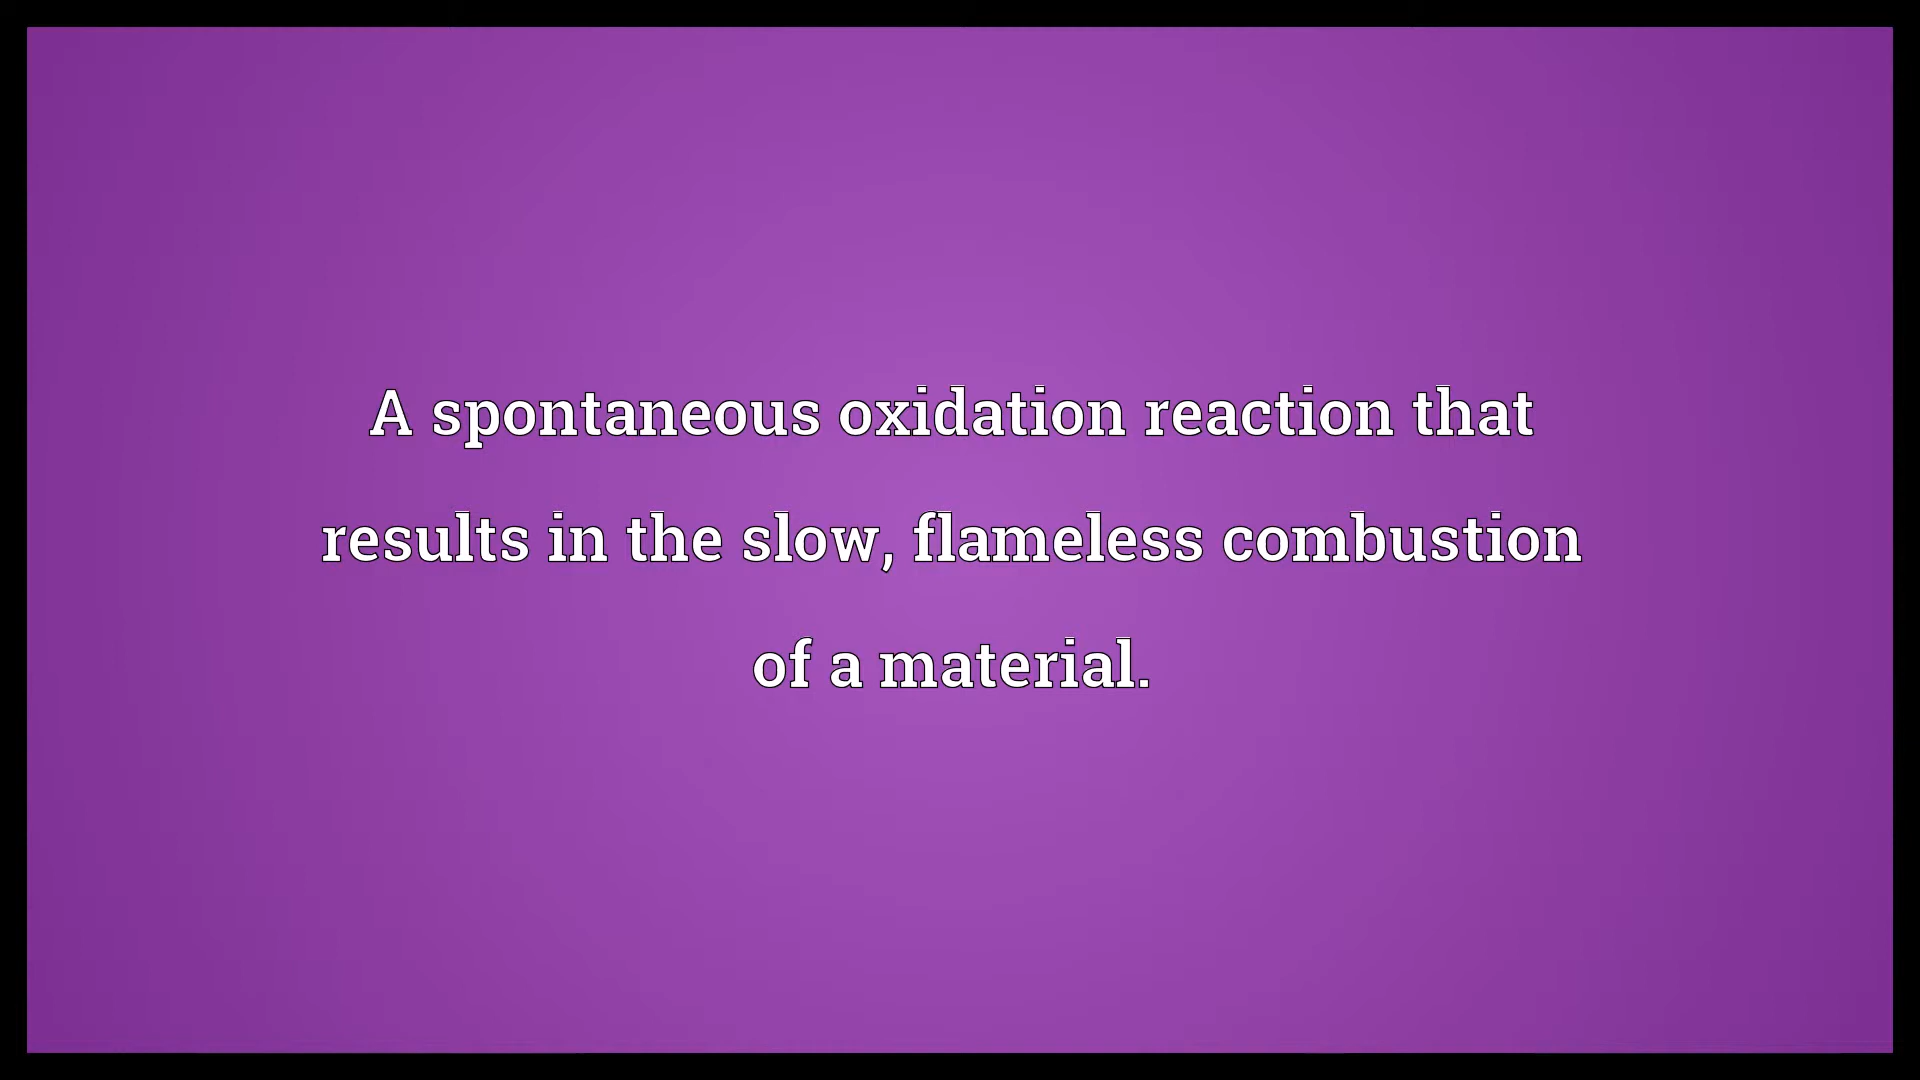 A spontaneous oxidation reaction that
results in the slow, flameless combustion
of a material.